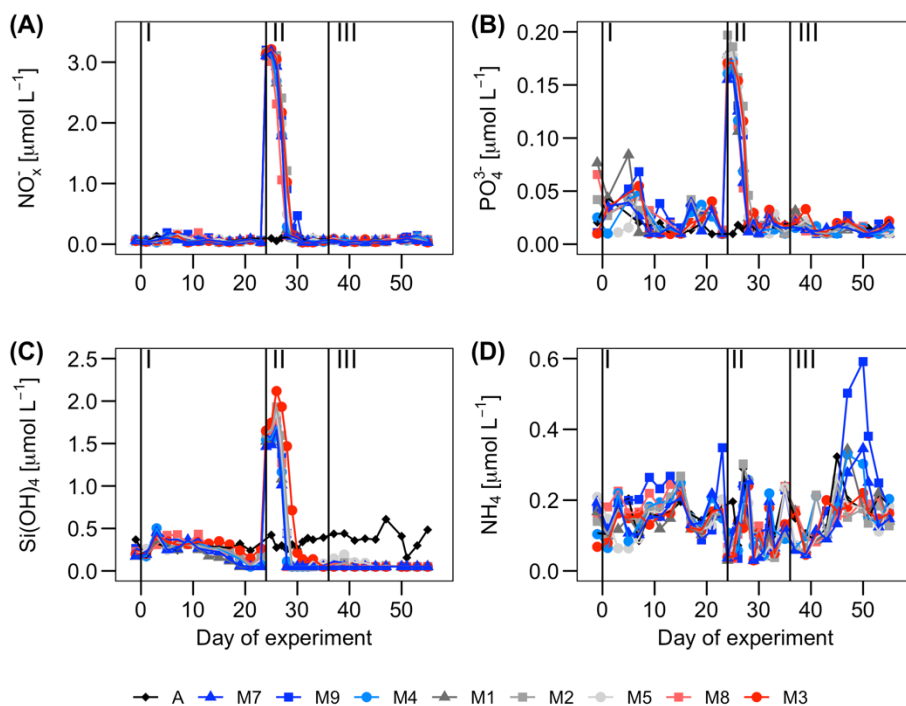 (A)
NOx⁻ [μmol L⁻¹]
3.0
2.0
1.0
0.0
I II III
0 10 20 30 40 50
(B)
PO₄³⁻ [μmol L⁻¹]
0.20
0.15
0.10
0.05
0.00
I II III
0 10 20 30 40 50
(C)
Si(OH)₄ [μmol L⁻¹]
2.5
2.0
1.5
1.0
0.5
0.0
I II III
0 10 20 30 40 50
Day of experiment
(D)
NH₄ [μmol L⁻¹]
0.6
0.4
0.2
0.0
I II III
0 10 20 30 40 50
Day of experiment
A M7 M9 M4 M1 M2 M5 M8 M3